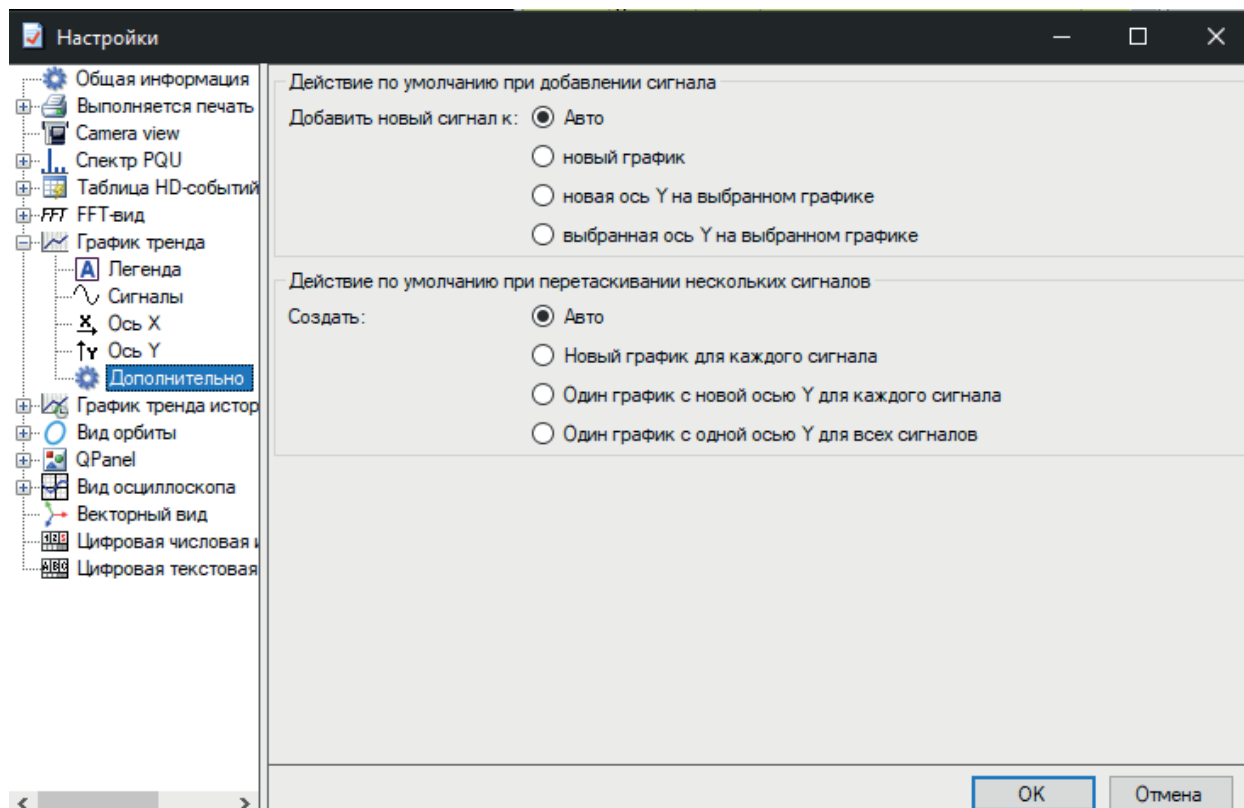 Настройки
Общая информация
Выполняется печать
Camera view
Спектр PQU
Таблица HD-событий
FFT FFT-вид
График тренда
A Легенда
Сигналы
X Ось X
Y Ось Y
Дополнительно
График тренда истор
Вид орбиты
QPanel
Вид осциллоскопа
Векторный вид
123 Цифровая числовая и
ABC Цифровая текстовая
Действие по умолчанию при добавлении сигнала
Добавить новый сигнал к: Авто
новый график
новая ось Y на выбранном графике
выбранная ось Y на выбранном графике
Действие по умолчанию при перетаскивании нескольких сигналов
Создать: Авто
Новый график для каждого сигнала
Один график с новой осью Y для каждого сигнала
Один график с одной осью Y для всех сигналов
OK Отмена